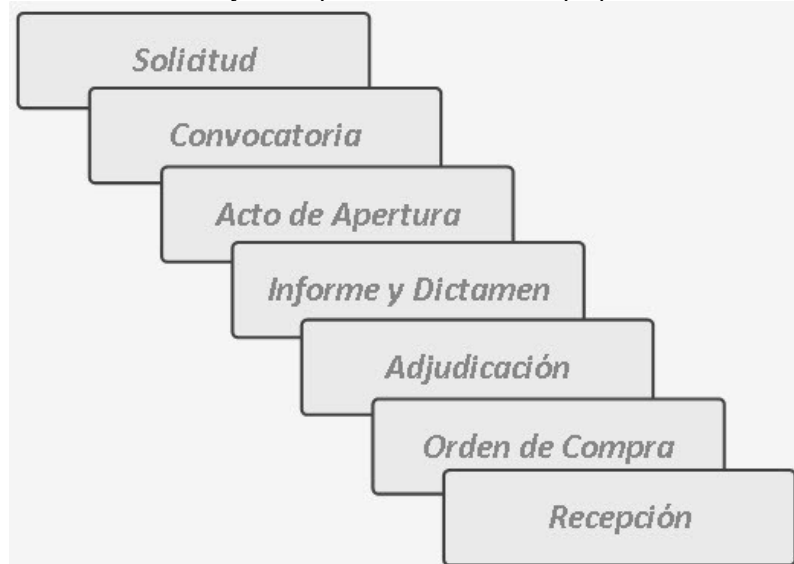 Solicitud
Convocatoria
Acto de Apertura
Informe y Dictamen
Adjudicación
Orden de Compra
Recepción